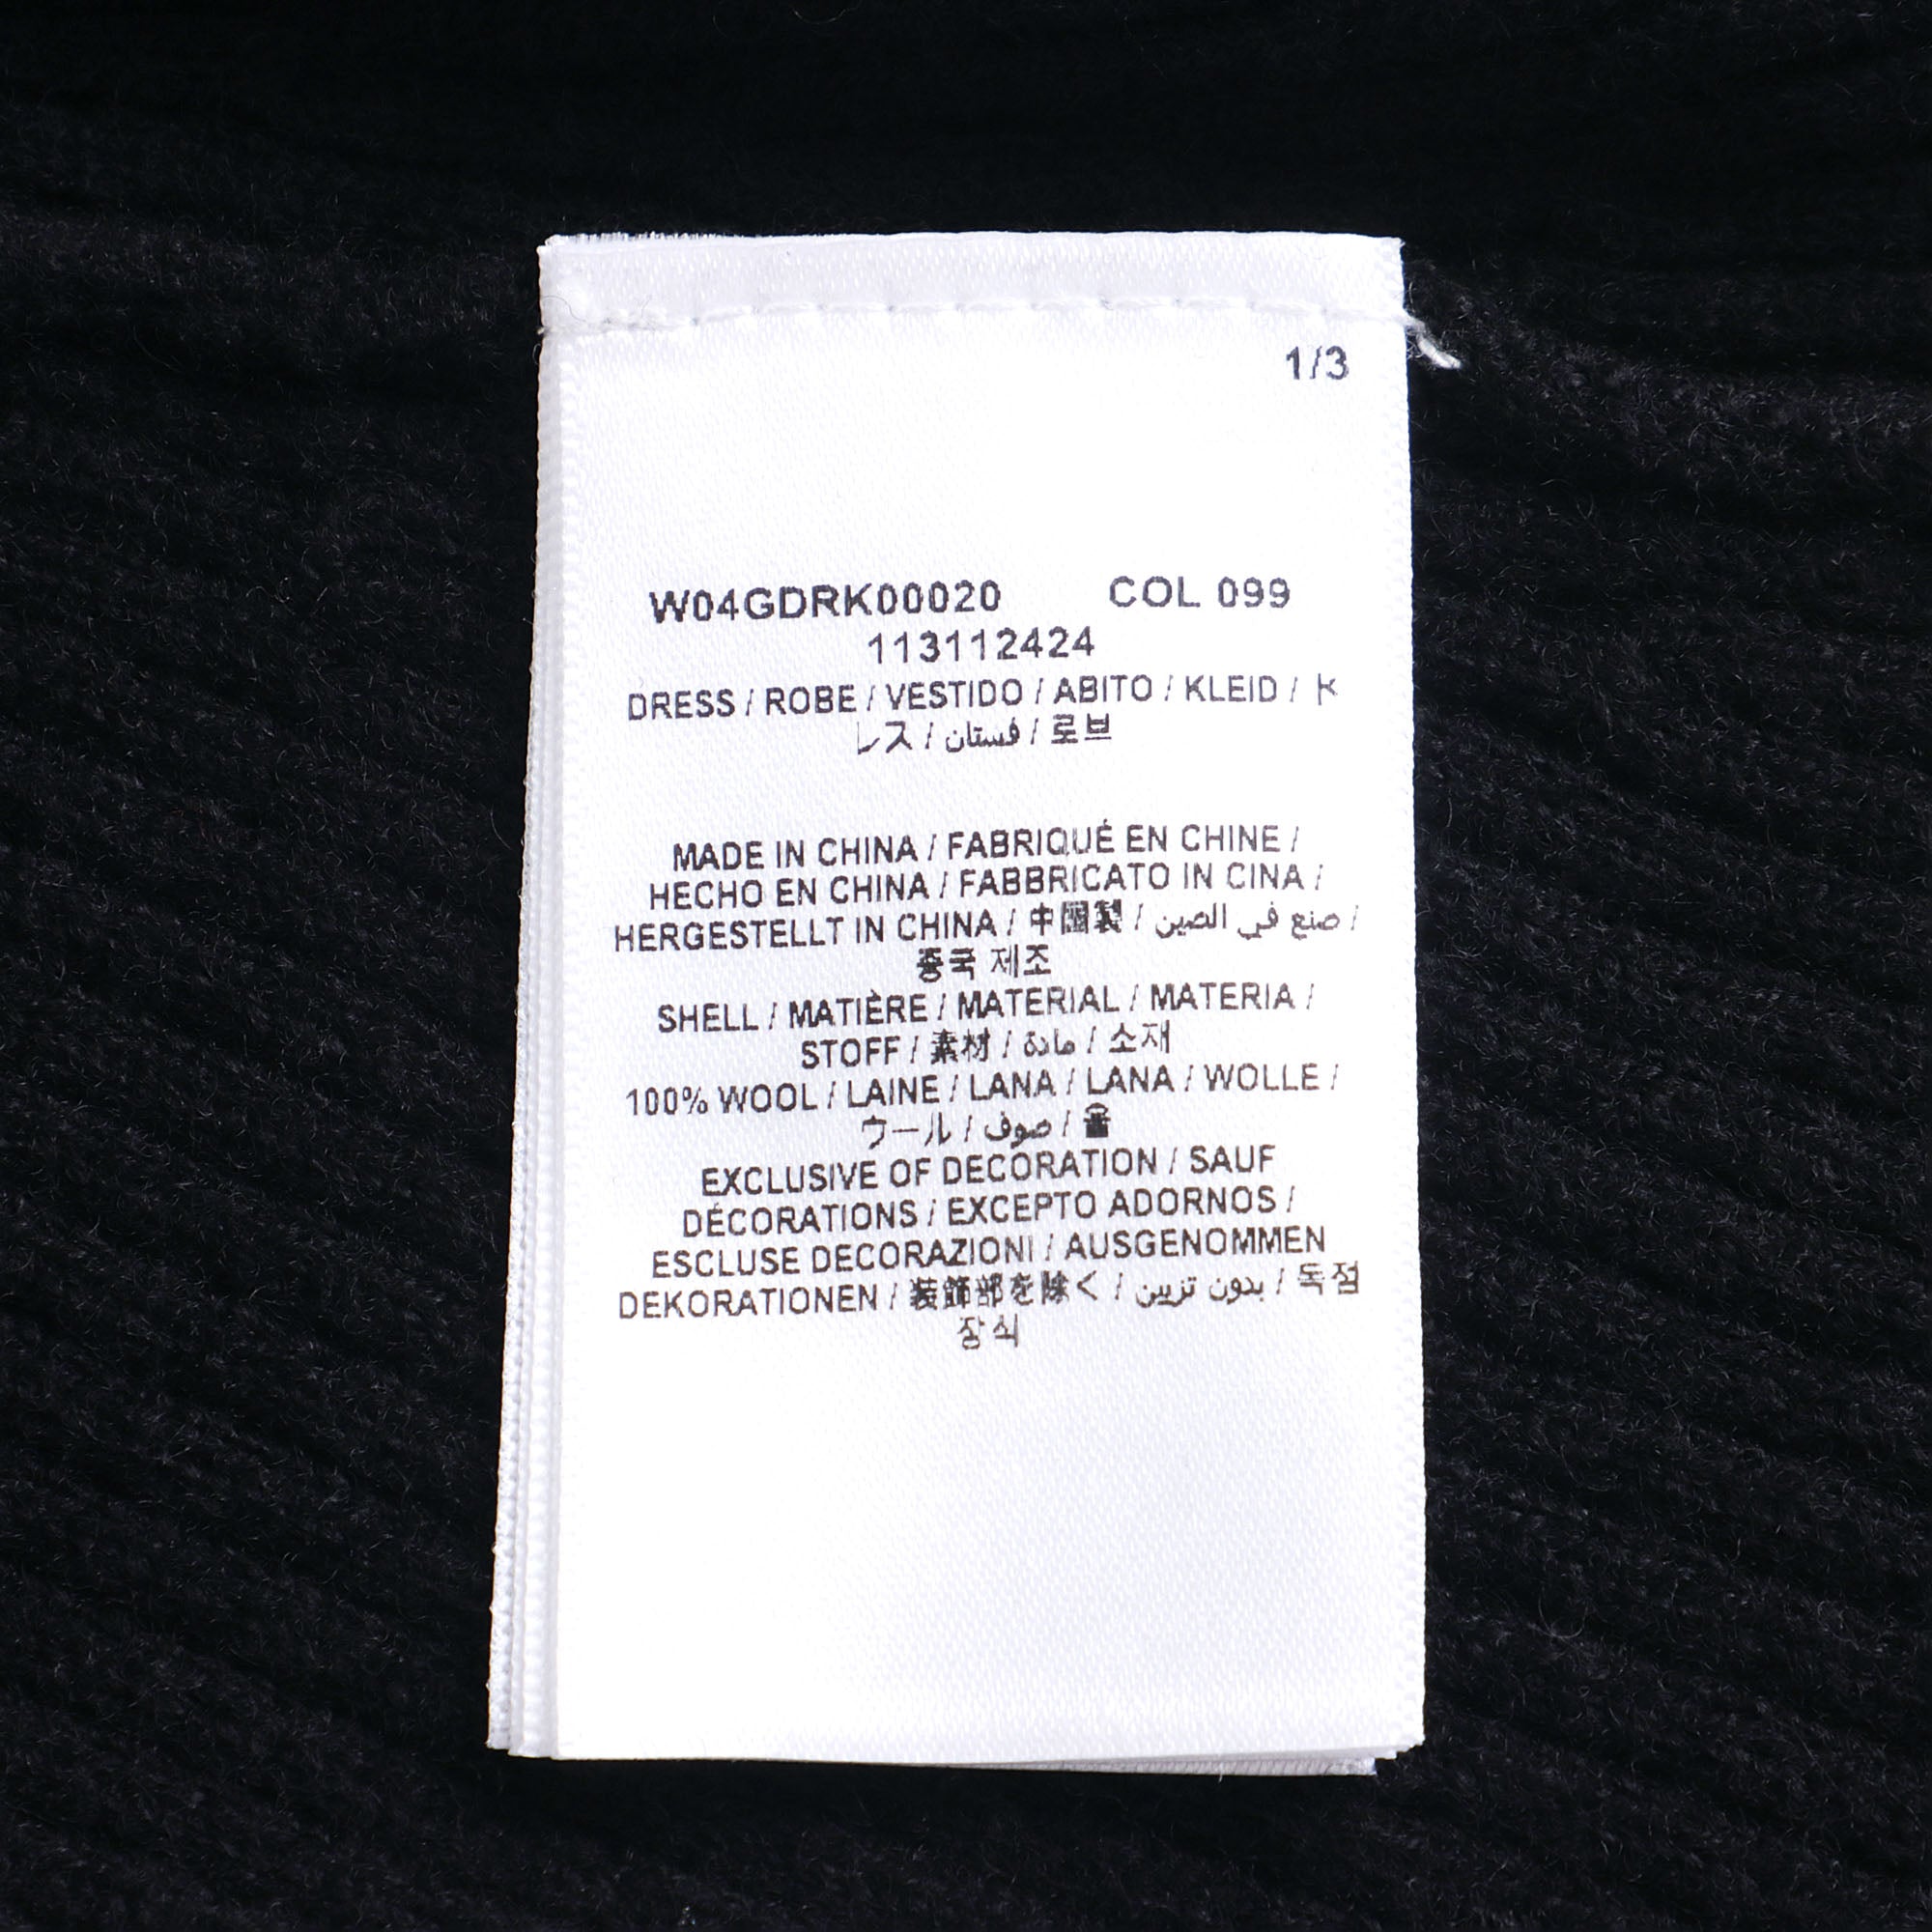 1/3
W04GDRK00020 COL 099
113112424
DRESS / ROBE / VESTIDO / ABITO / KLEID / ド
レス / فستان / 로브
MADE IN CHINA / FABRIQUÉ EN CHINE /
HECHO EN CHINA / FABBRICATO IN CINA /
HERGESTELLT IN CHINA / 中國製 / صنع في الصين /
중국 제조
SHELL / MATIÈRE / MATERIAL / MATERIA /
STOFF / 素材 / مادة / 소재
100% WOOL / LAINE / LANA / LANA / WOLLE /
ウール / صوف / 울
EXCLUSIVE OF DECORATION / SAUF
DÉCORATIONS / EXCEPTO ADORNOS /
ESCLUSE DECORAZIONI / AUSGENOMMEN
DEKORATIONEN / 装飾部を除く / بدون تزيين / 독점
장식